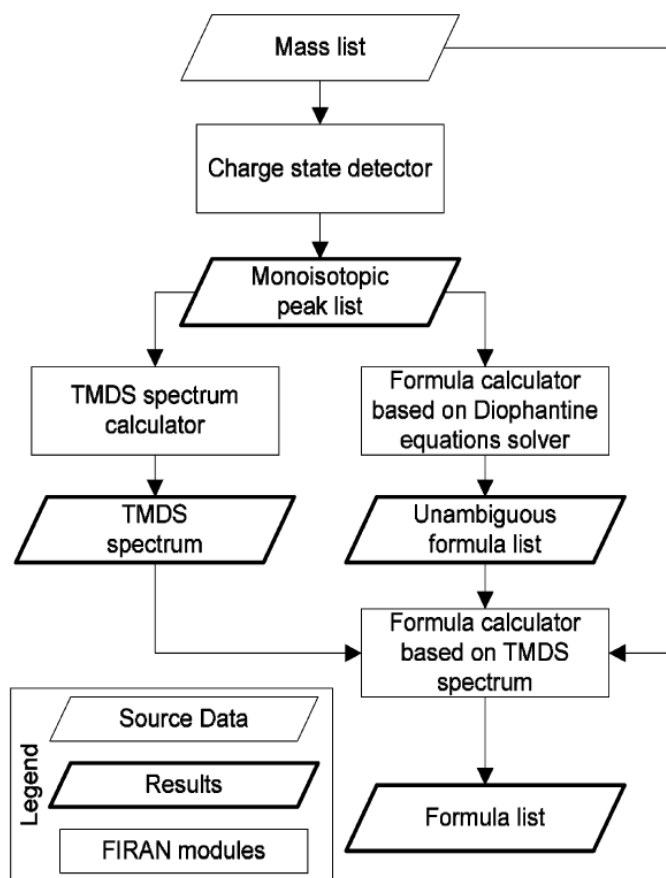 Mass list
Charge state detector
Monoisotopic
peak list
TMDS spectrum
calculator
Formula calculator
based on Diophantine
equations solver
TMDS
spectrum
Unambiguous
formula list
Formula calculator
based on TMDS
spectrum
Legend
Source Data
Results
FIRAN modules
Formula list